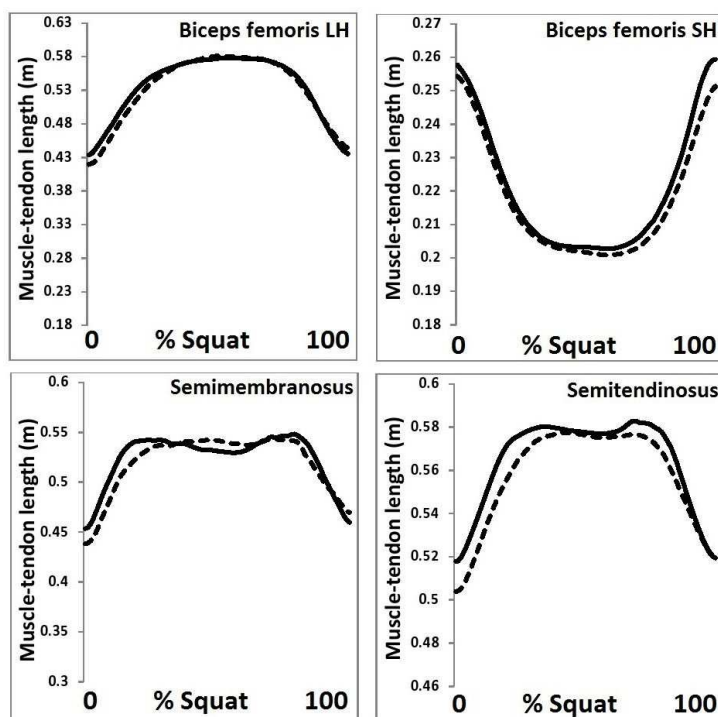 Biceps femoris LH
Muscle-tendon length (m)
0.63
0.58
0.53
0.48
0.43
0.38
0.33
0.28
0.23
0.18
0 % Squat 100
Biceps femoris SH
Muscle-tendon length (m)
0.27
0.26
0.25
0.24
0.23
0.22
0.21
0.2
0.19
0.18
0 % Squat 100
Semimembranosus
Muscle-tendon length (m)
0.6
0.55
0.5
0.45
0.4
0.35
0.3
0 % Squat 100
Semitendinosus
Muscle-tendon length (m)
0.6
0.58
0.56
0.54
0.52
0.5
0.48
0.46
0 % Squat 100